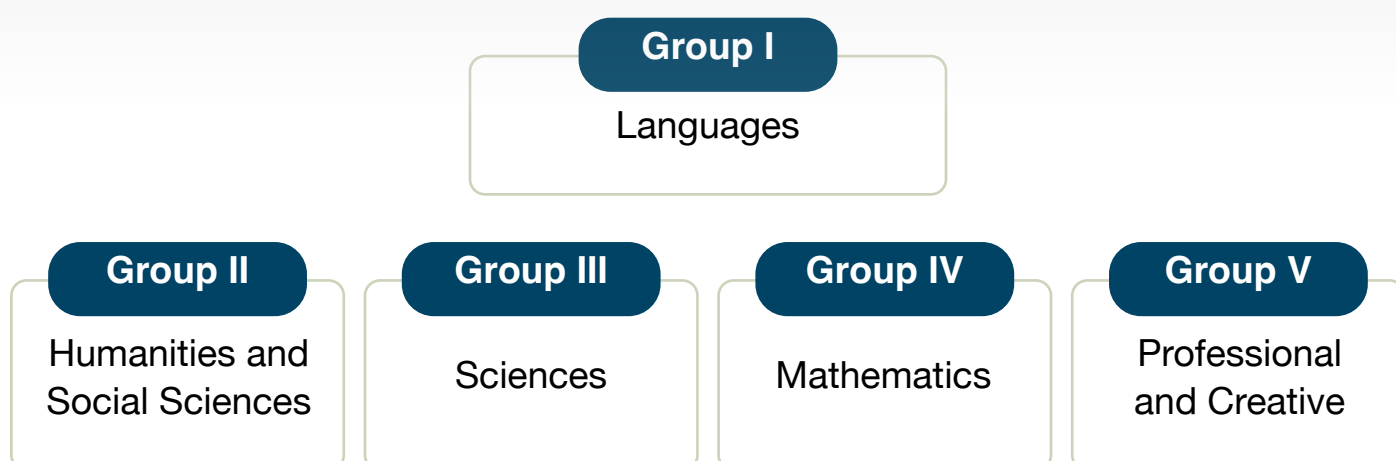 Group I
Languages
Group II
Humanities and
Social Sciences
Group III
Sciences
Group IV
Mathematics
Group V
Professional
and Creative